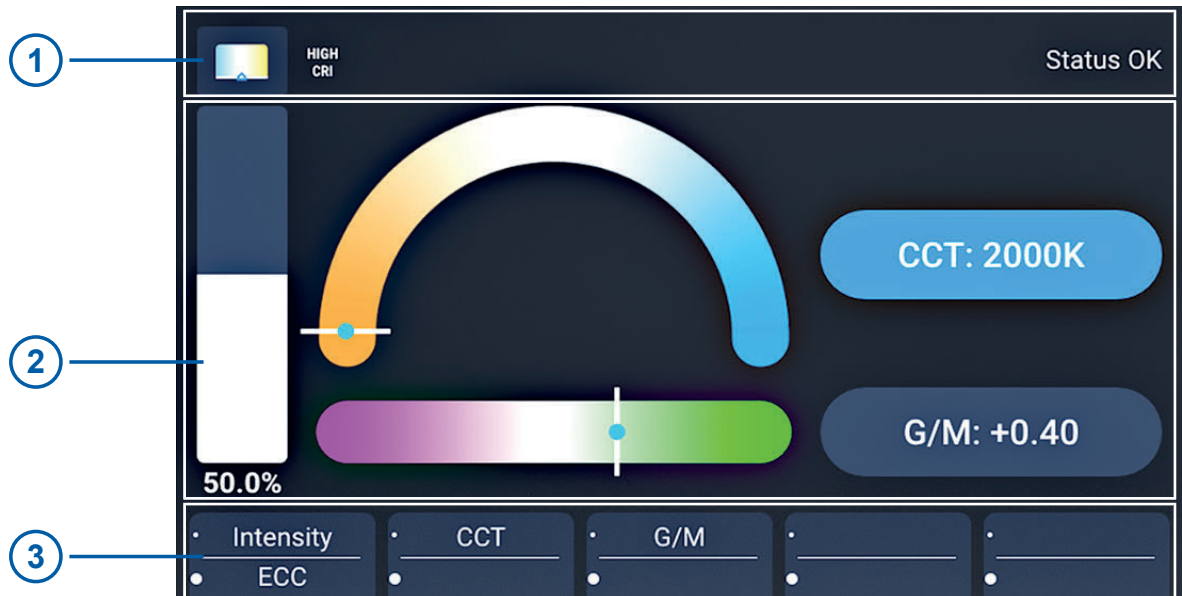 1
HIGH
CRI
Status OK
2
CCT: 2000K
G/M: +0.40
50.0%
3
Intensity
CCT
G/M
ECC